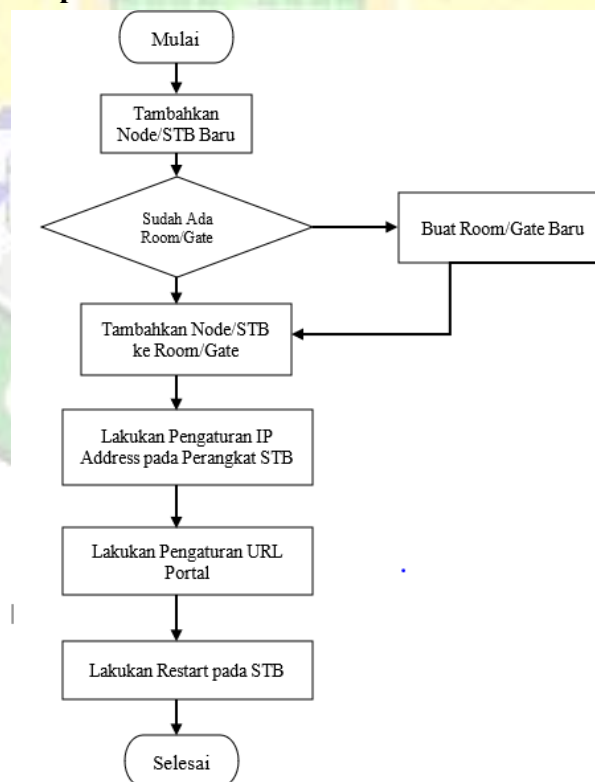 Mulai
Tambahkan
Node/STB Baru
Sudah Ada
Room/Gate
Buat Room/Gate Baru
Tambahkan Node/STB
ke Room/Gate
Lakukan Pengaturan IP
Address pada Perangkat STB
Lakukan Pengaturan URL
Portal
Lakukan Restart pada STB
Selesai